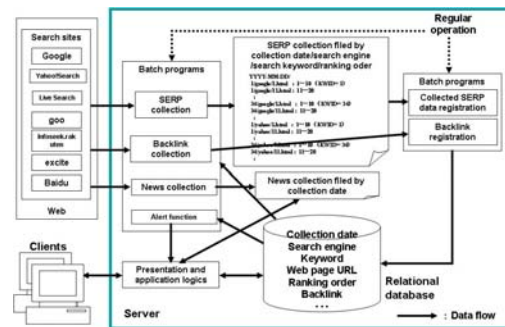 Search sites
Google
Yahoo!Search
Live Search
goo
Infoseek.rak
uten
excite
Baidu
Web
Clients
Batch programs
SERP
collection
Backlink
collection
News collection
Alert function
Presentation and
application logics
Server
SERP collection filed by
collection date/search engine
/search keyword/ranking oder
YYYY-MM-DD/
News collection filed by
collection date
Regular
operation
Batch programs
Collected SERP
data registration
Backlink
registration
Collection date
Search engine
Keyword
Web page URL
Ranking order
Backlink
...
Relational
database
: Data flow